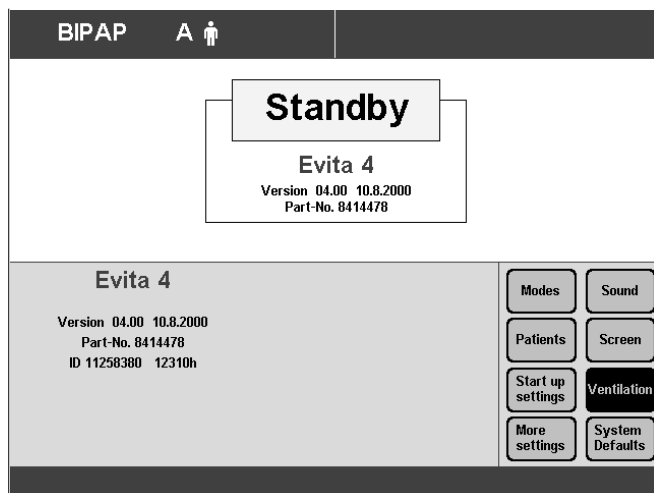 BIPAP A
Standby
Evita 4
Version 04.00 10.8.2000
Part-No. 8414478
Evita 4
Version 04.00 10.8.2000
Part-No. 8414478
ID 11258380 12310h
Modes
Sound
Patients
Screen
Start up
settings
Ventilation
More
settings
System
Defaults